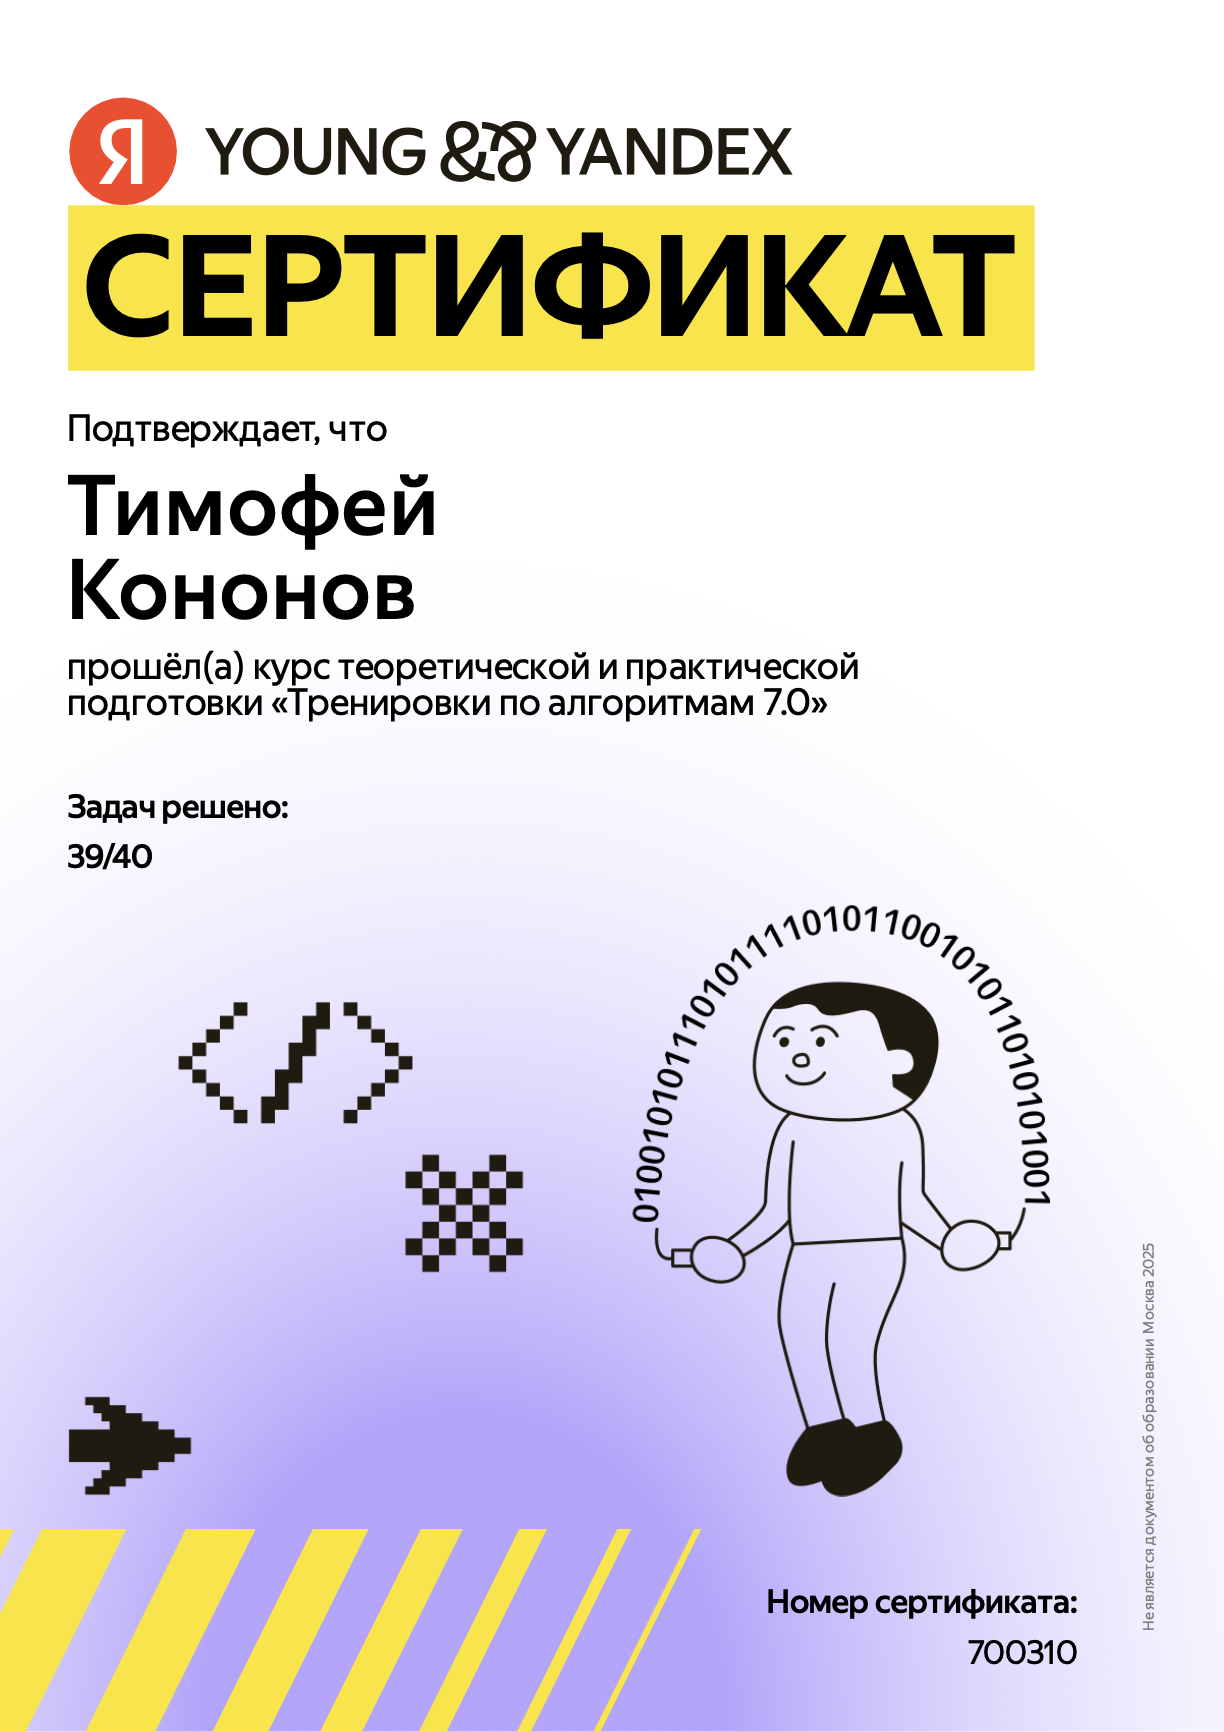 Я YOUNG && YANDEX
СЕРТИФИКАТ
Подтверждает, что
Тимофей
Кононов
прошёл(а) курс теоретической и практической
подготовки «Тренировки по алгоритмам 7.0»
Задач решено:
39/40
</>
Номер сертификата:
700310
Не является документом об образовании Москва 2025